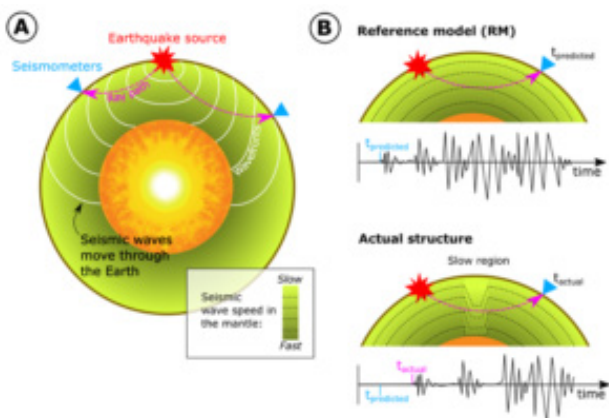 A
Earthquake source
Seismometers
Ray path
Wavefronts
Seismic waves
move through
the Earth
Seismic
wave speed in
the mantle:
Slow
Fast
B
Reference model (RM)
tpredicted
tpredicted
time
Actual structure
Slow region
tactual
tactual
tpredicted
time